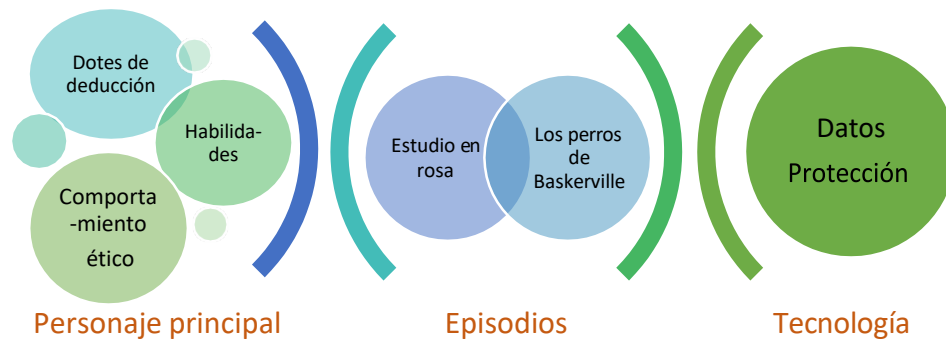 Dotes de
deducción
Habilida-
des
Comporta
-miento
ético
Estudio en
rosa
Los perros
de
Baskerville
Datos
Protección
Personaje principal
Episodios
Tecnología